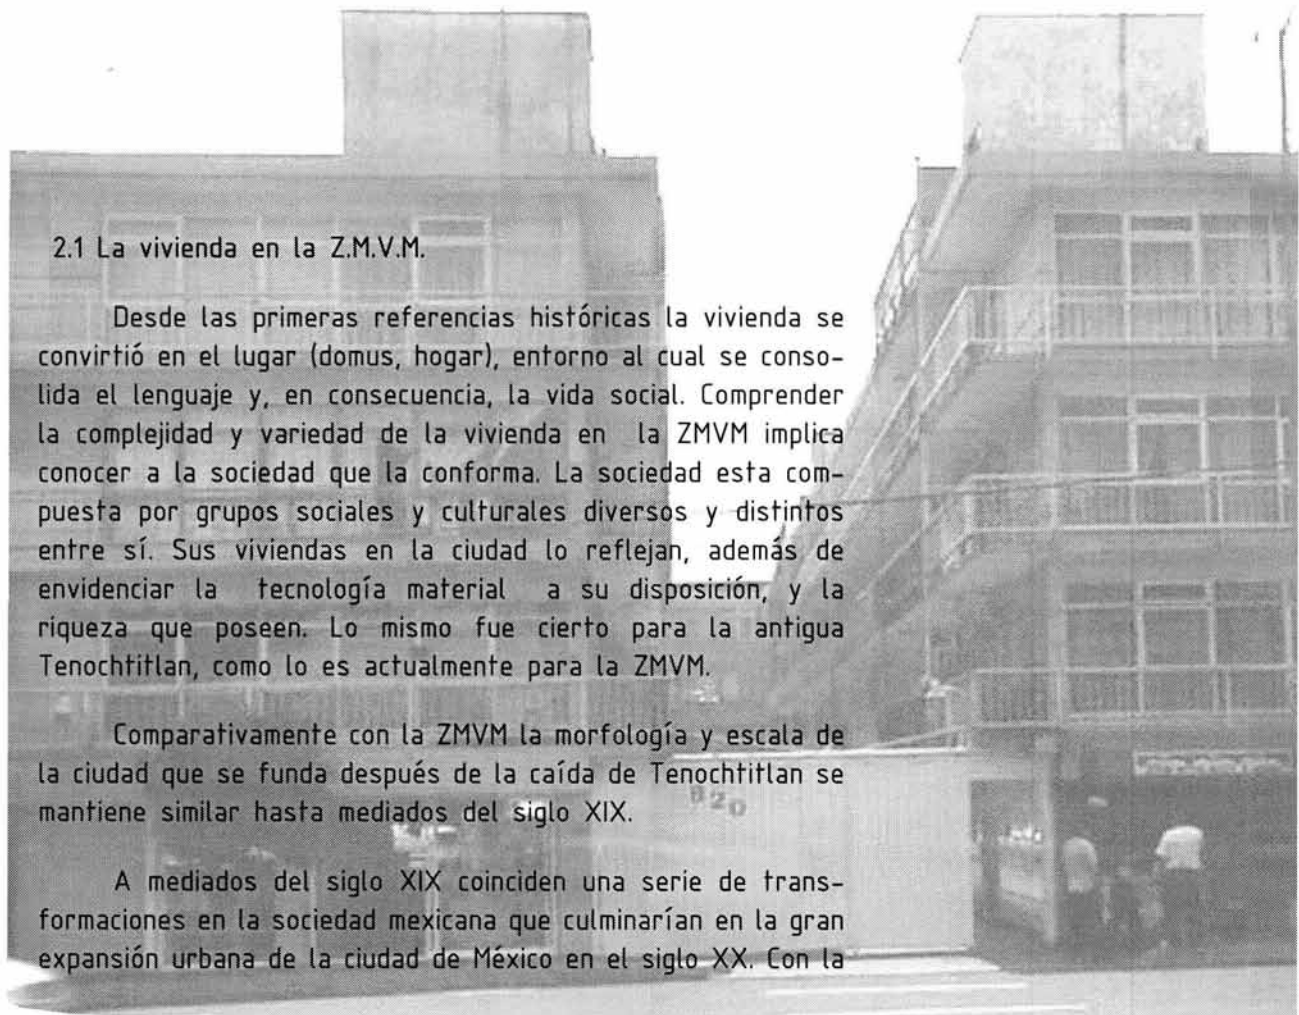 2.1 La vivienda en la Z.M.V.M.
Desde las primeras referencias históricas la vivienda se
convirtió en el lugar (domus, hogar), entorno al cual se conso-
lida el lenguaje y, en consecuencia, la vida social. Comprender
la complejidad y variedad de la vivienda en la ZMVM implica
conocer a la sociedad que la conforma. La sociedad esta com-
puesta por grupos sociales y culturales diversos y distintos
entre sí. Sus viviendas en la ciudad lo reflejan, además de
envidenciar la tecnología material a su disposición, y la
riqueza que poseen. Lo mismo fue cierto para la antigua
Tenochtitlan, como lo es actualmente para la ZMVM.
Comparativamente con la ZMVM la morfología y escala de
la ciudad que se funda después de la caída de Tenochtitlan se
mantiene similar hasta mediados del siglo XIX.
820
A mediados del siglo XIX coinciden una serie de trans-
formaciones en la sociedad mexicana que culminarían en la gran
expansión urbana de la ciudad de México en el siglo XX. Con la